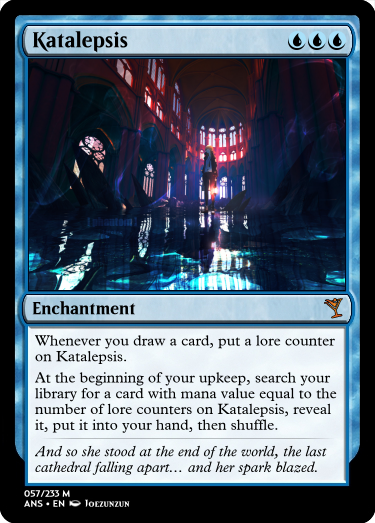 Katalepsis
Enchantment
Whenever you draw a card, put a lore counter
on Katalepsis.
At the beginning of your upkeep, search your
library for a card with mana value equal to the
number of lore counters on Katalepsis, reveal
it, put it into your hand, then shuffle.
And so she stood at the end of the world, the last
cathedral falling apart… and her spark blazed.
057/233 M
ANS • EN Joezunzun